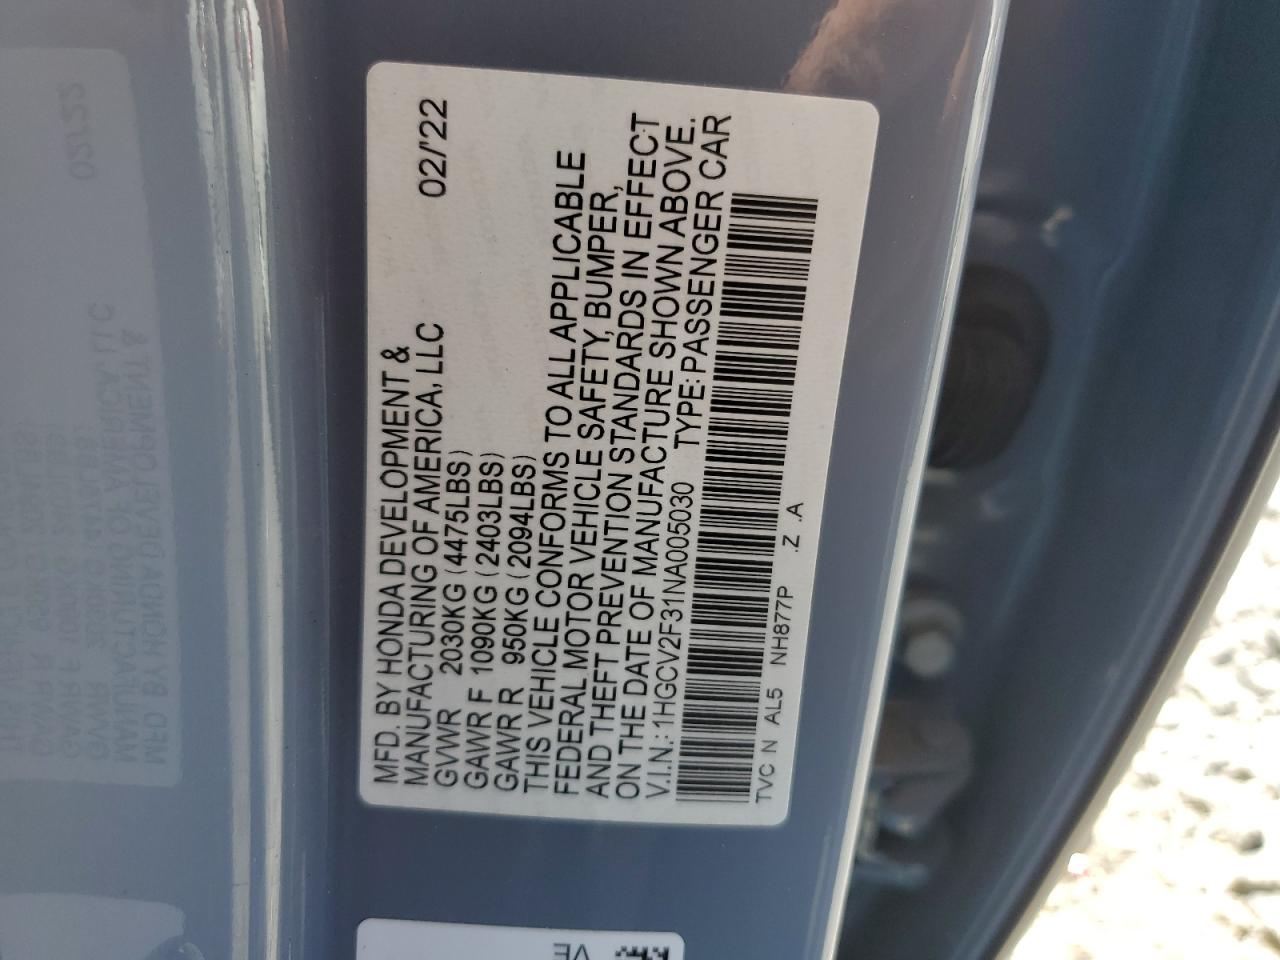 MFD. BY HONDA DEVELOPMENT &
MANUFACTURING OF AMERICA, LLC 02/'22
GVWR 2030KG (4475LBS)
GAWR F 1090KG (2403LBS)
GAWR R 950KG (2094LBS)
THIS VEHICLE CONFORMS TO ALL APPLICABLE
FEDERAL MOTOR VEHICLE SAFETY, BUMPER,
AND THEFT PREVENTION STANDARDS IN EFFECT
ON THE DATE OF MANUFACTURE SHOWN ABOVE.
V.I.N.: 1HGCV2F31NA005030 TYPE: PASSENGER CAR
TVC N AL5 NH877P .Z .A
VE